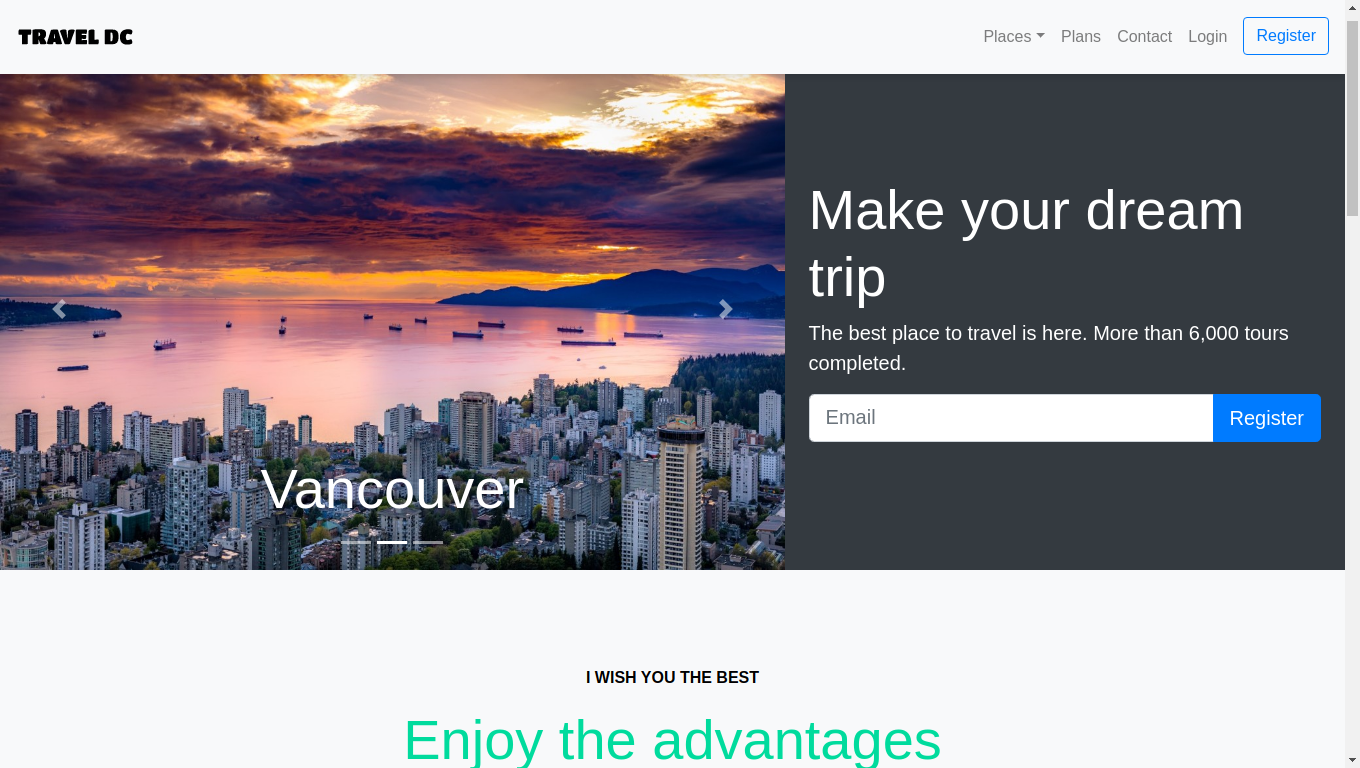 TRAVEL DC
Places
Plans
Contact
Login
Register
Make your dream
trip
The best place to travel is here. More than 6,000 tours
completed.
Email
Register
Vancouver
I WISH YOU THE BEST
Enjoy the advantages